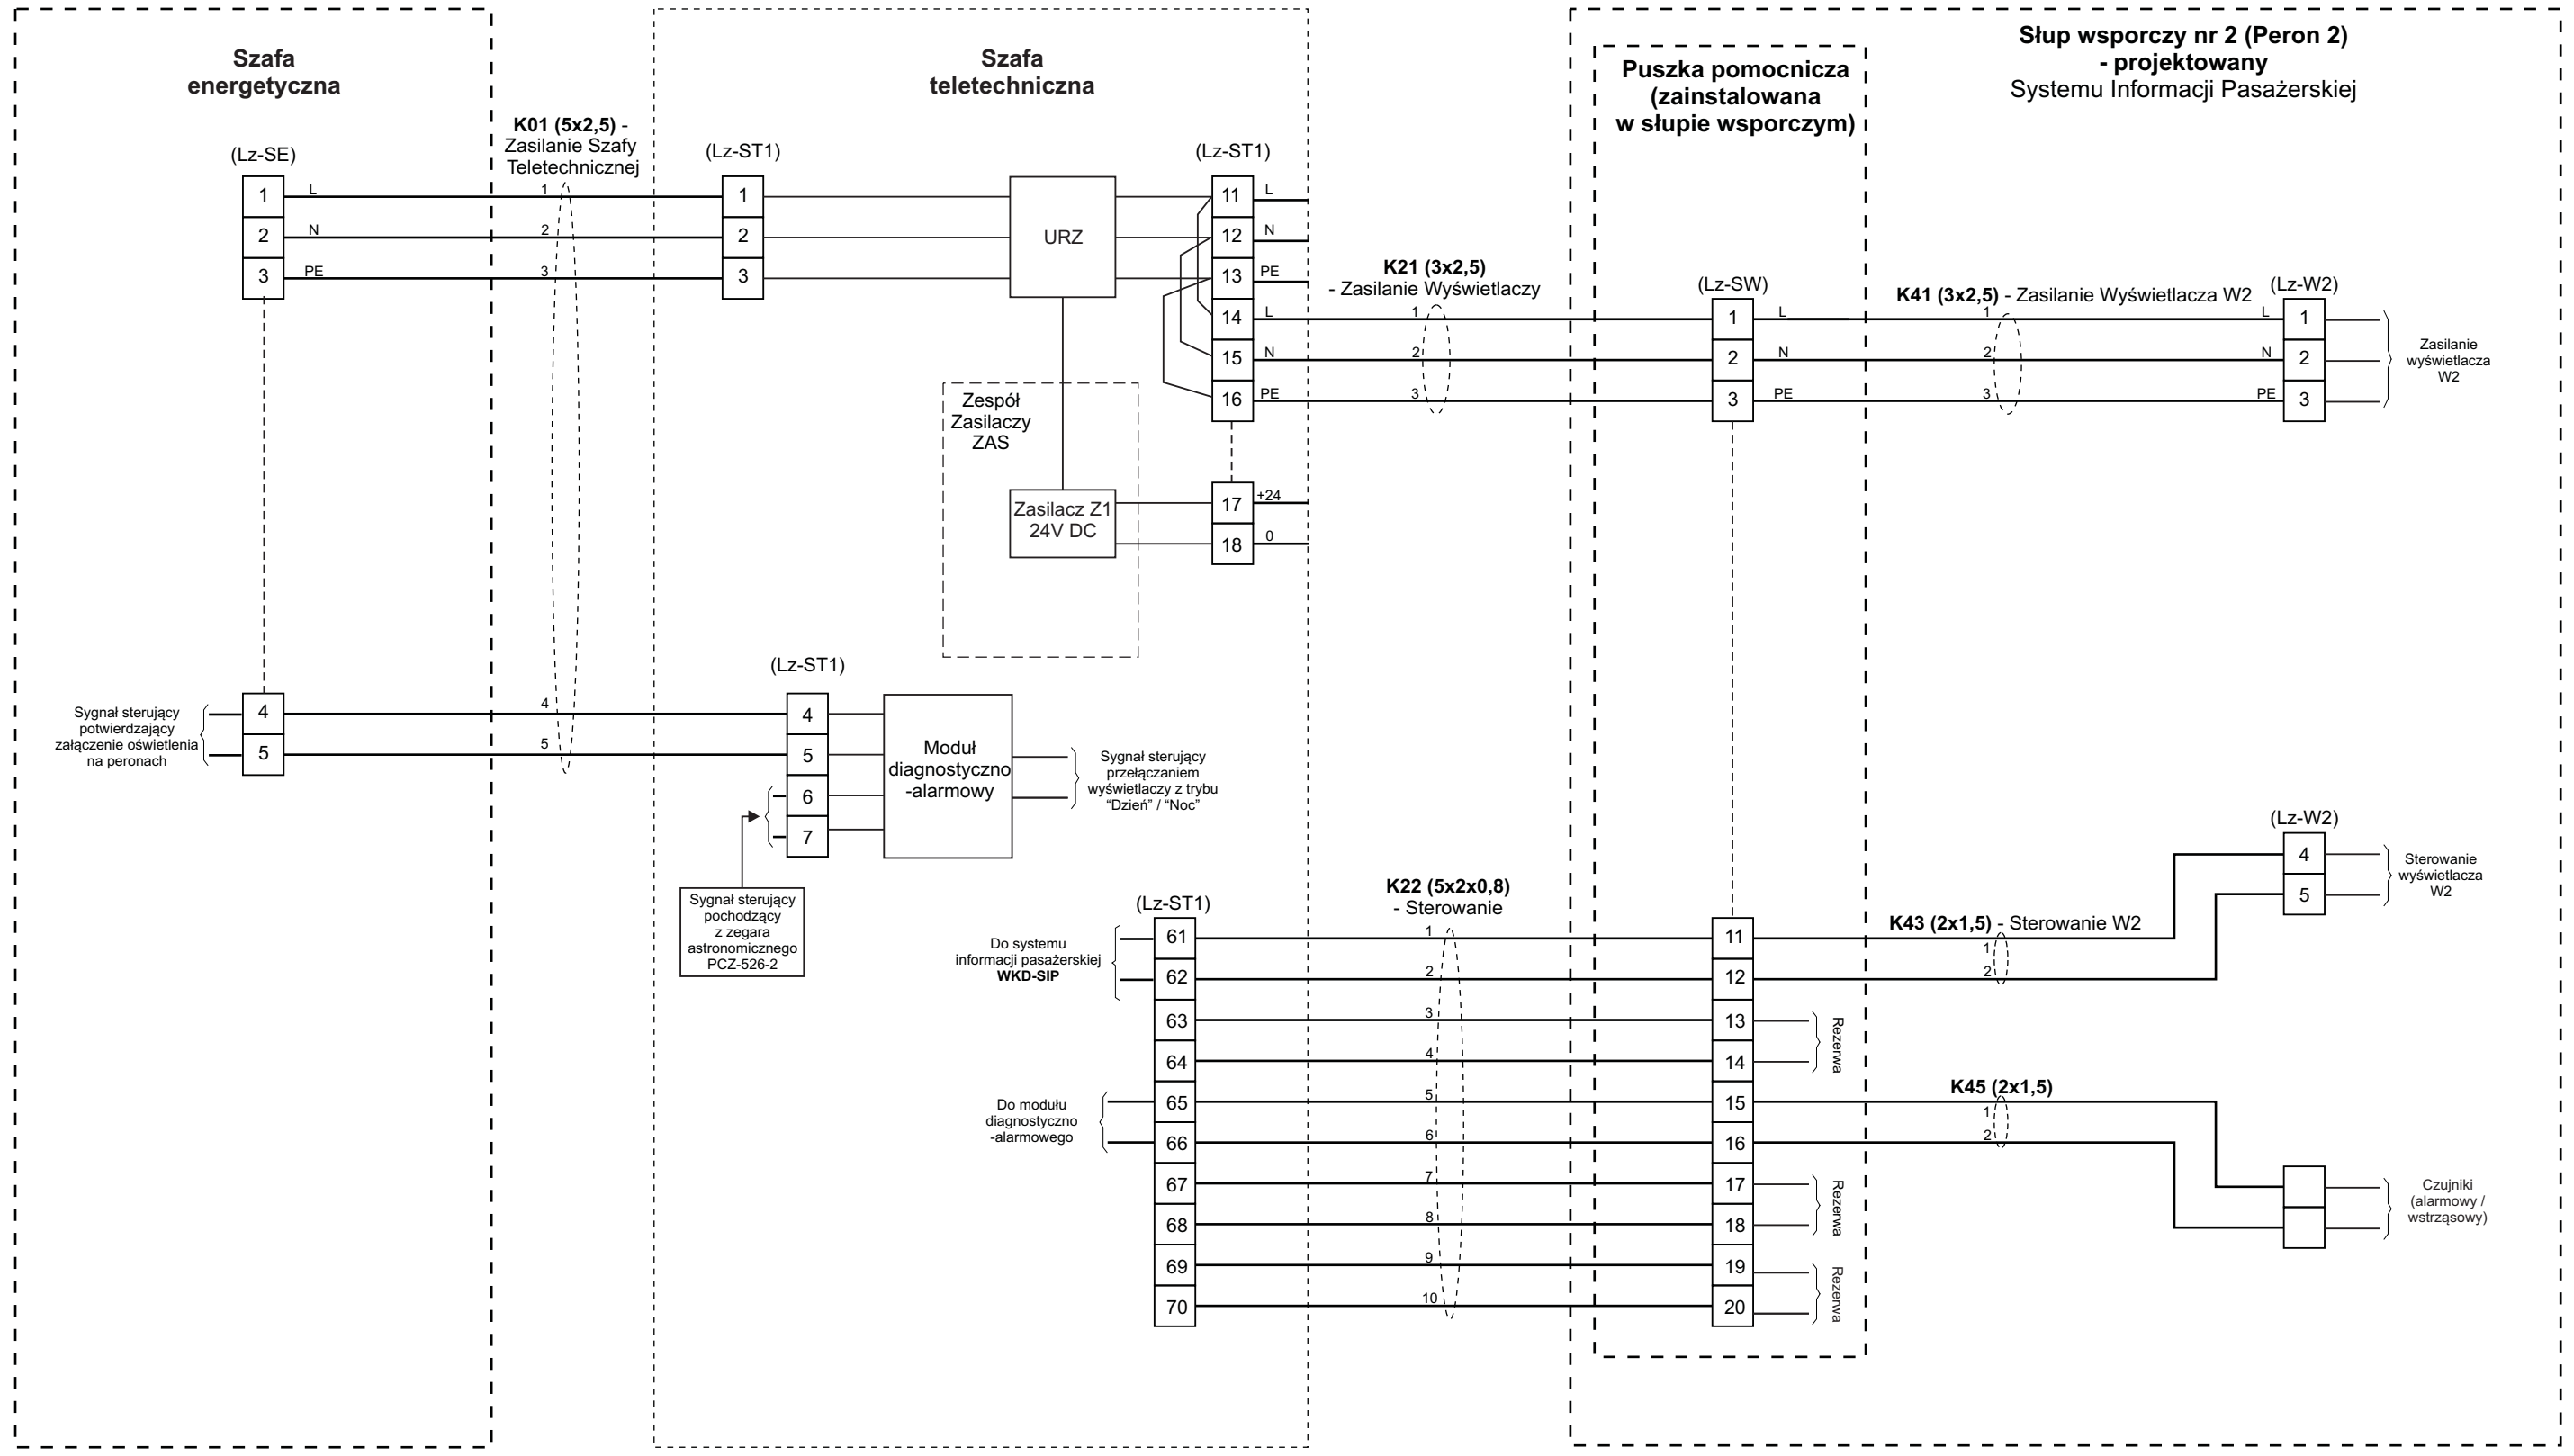 Szafa
energetyczna
(Lz-SE)
1
2
3
L
N
PE
4
5
Sygnał sterujący
potwierdzający
załączenie oświetlenia
na peronach
K01 (5x2,5) -
Zasilanie Szafy
Teletechnicznej
1
2
3
4
5
Szafa
teletechniczna
(Lz-ST1)
1
2
3
URZ
(Lz-ST1)
11
12
13
14
15
16
17
18
L
N
PE
L
N
PE
+24
0
Zespół
Zasilaczy
ZAS
Zasilacz Z1
24V DC
(Lz-ST1)
4
5
6
7
Moduł
diagnostyczno
-alarmowy
Sygnał sterujący
przełączaniem
wyświetlaczy z trybu
“Dzień” / “Noc”
Sygnał sterujący
pochodzący
z zegara
astronomicznego
PCZ-526-2
(Lz-ST1)
61
62
63
64
65
66
67
68
69
70
Do systemu
informacji pasażerskiej
WKD-SIP
Do modułu
diagnostyczno
-alarmowego
K21 (3x2,5)
- Zasilanie Wyświetlaczy
1
2
3
K22 (5x2x0,8)
- Sterowanie
1
2
3
4
5
6
7
8
9
10
Słup wsporczy nr 2 (Peron 2)
- projektowany
Systemu Informacji Pasażerskiej
Puszka pomocnicza
(zainstalowana
w słupie wsporczym)
(Lz-SW)
1
2
3
L
N
PE
11
12
13
14
15
16
17
18
19
20
Rezerwa
Rezerwa
Rezerwa
K41 (3x2,5) - Zasilanie Wyświetlacza W2
1
2
3
L
N
PE
(Lz-W2)
1
2
3
Zasilanie
wyświetlacza
W2
K43 (2x1,5) - Sterowanie W2
1
2
(Lz-W2)
4
5
Sterowanie
wyświetlacza
W2
K45 (2x1,5)
1
2
Czujniki
(alarmowy /
wstrząsowy)